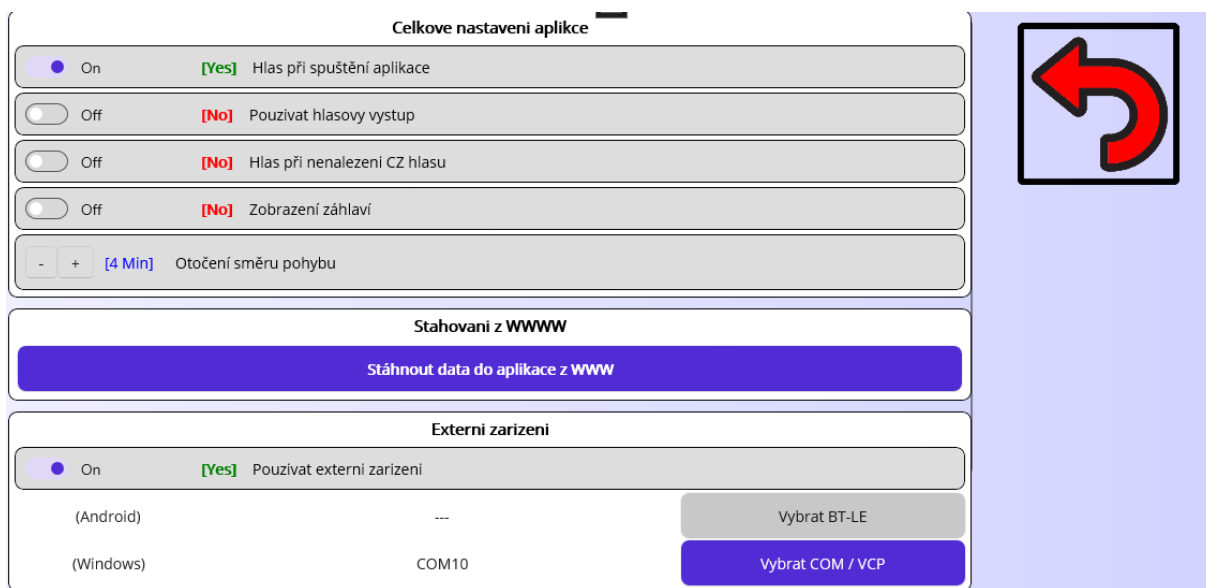 Celkove nastaveni aplikce
On [Yes] Hlas při spuštění aplikace
Off [No] Pouzivat hlasovy vystup
Off [No] Hlas při nenalezeni CZ hlasu
Off [No] Zobrazení záhlaví
- + [4 Min] Otočení směru pohybu
Stahovani z WWWW
Stáhnout data do aplikace z WWW
Externi zarizeni
On [Yes] Pouzivat externi zarizeni
(Android) --- Vybrat BT-LE
(Windows) COM10 Vybrat COM / VCP